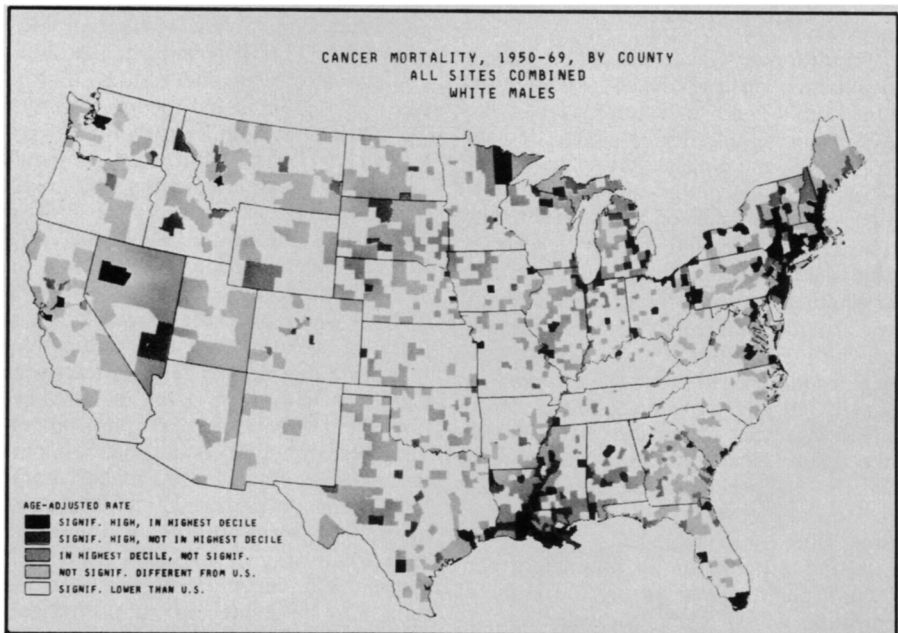 CANCER MORTALITY, 1950-69, BY COUNTY
ALL SITES COMBINED
WHITE MALES
AGE-ADJUSTED RATE
SIGNIF. HIGH, IN HIGHEST DECILE
SIGNIF. HIGH, NOT IN HIGHEST DECILE
IN HIGHEST DECILE, NOT SIGNIF.
NOT SIGNIF. DIFFERENT FROM U.S.
SIGNIF. LOWER THAN U.S.